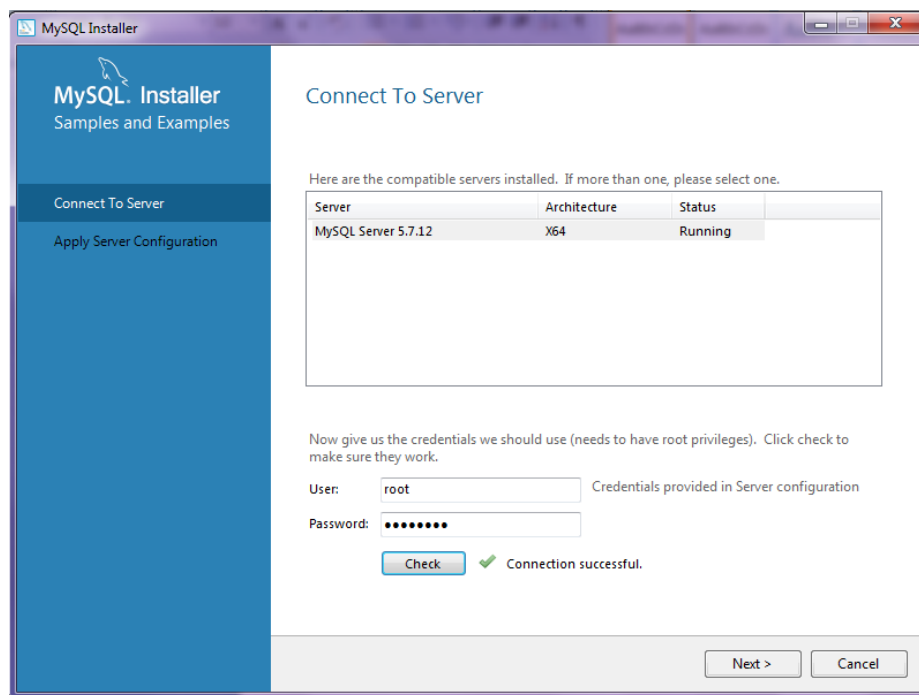 MySQL Installer
MySQL. Installer
Samples and Examples
Connect To Server
Apply Server Configuration
Connect To Server
Here are the compatible servers installed. If more than one, please select one.
Server Architecture Status
MySQL Server 5.7.12 X64 Running
Now give us the credentials we should use (needs to have root privileges). Click check to
make sure they work.
User: root Credentials provided in Server configuration
Password: ••••••••
Check Connection successful.
Next > Cancel